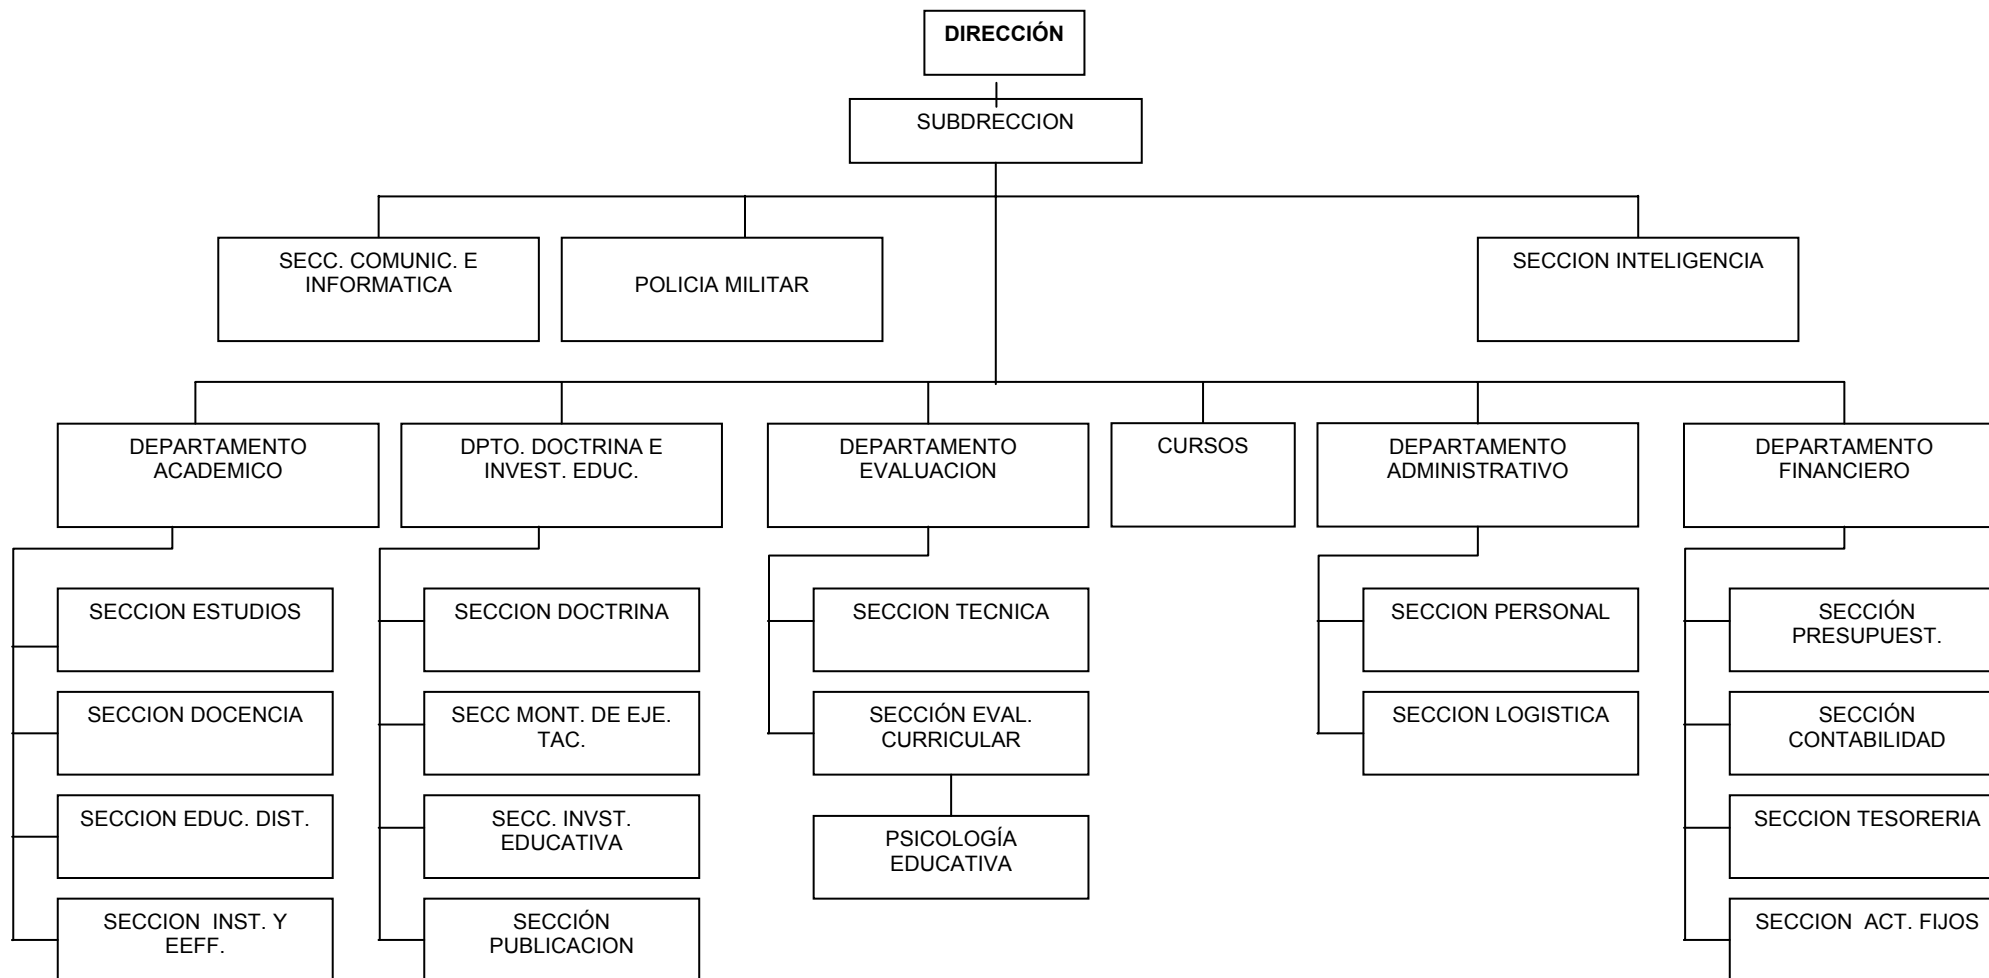 DIRECCIÓN
SUBDRECCION
SECC. COMUNIC. E
INFORMATICA
POLICIA MILITAR
SECCION INTELIGENCIA
DEPARTAMENTO
ACADEMICO
DPTO. DOCTRINA E
INVEST. EDUC.
DEPARTAMENTO
EVALUACION
CURSOS
DEPARTAMENTO
ADMINISTRATIVO
DEPARTAMENTO
FINANCIERO
SECCION ESTUDIOS
SECCION DOCTRINA
SECCION TECNICA
SECCION PERSONAL
SECCIÓN
PRESUPUEST.
SECCION DOCENCIA
SECC MONT. DE EJE.
TAC.
SECCIÓN EVAL.
CURRICULAR
SECCION LOGISTICA
SECCIÓN
CONTABILIDAD
SECCION EDUC. DIST.
SECC. INVST.
EDUCATIVA
PSICOLOGÍA
EDUCATIVA
SECCION TESORERIA
SECCION  INST. Y
EEFF.
SECCIÓN
PUBLICACION
SECCION  ACT. FIJOS